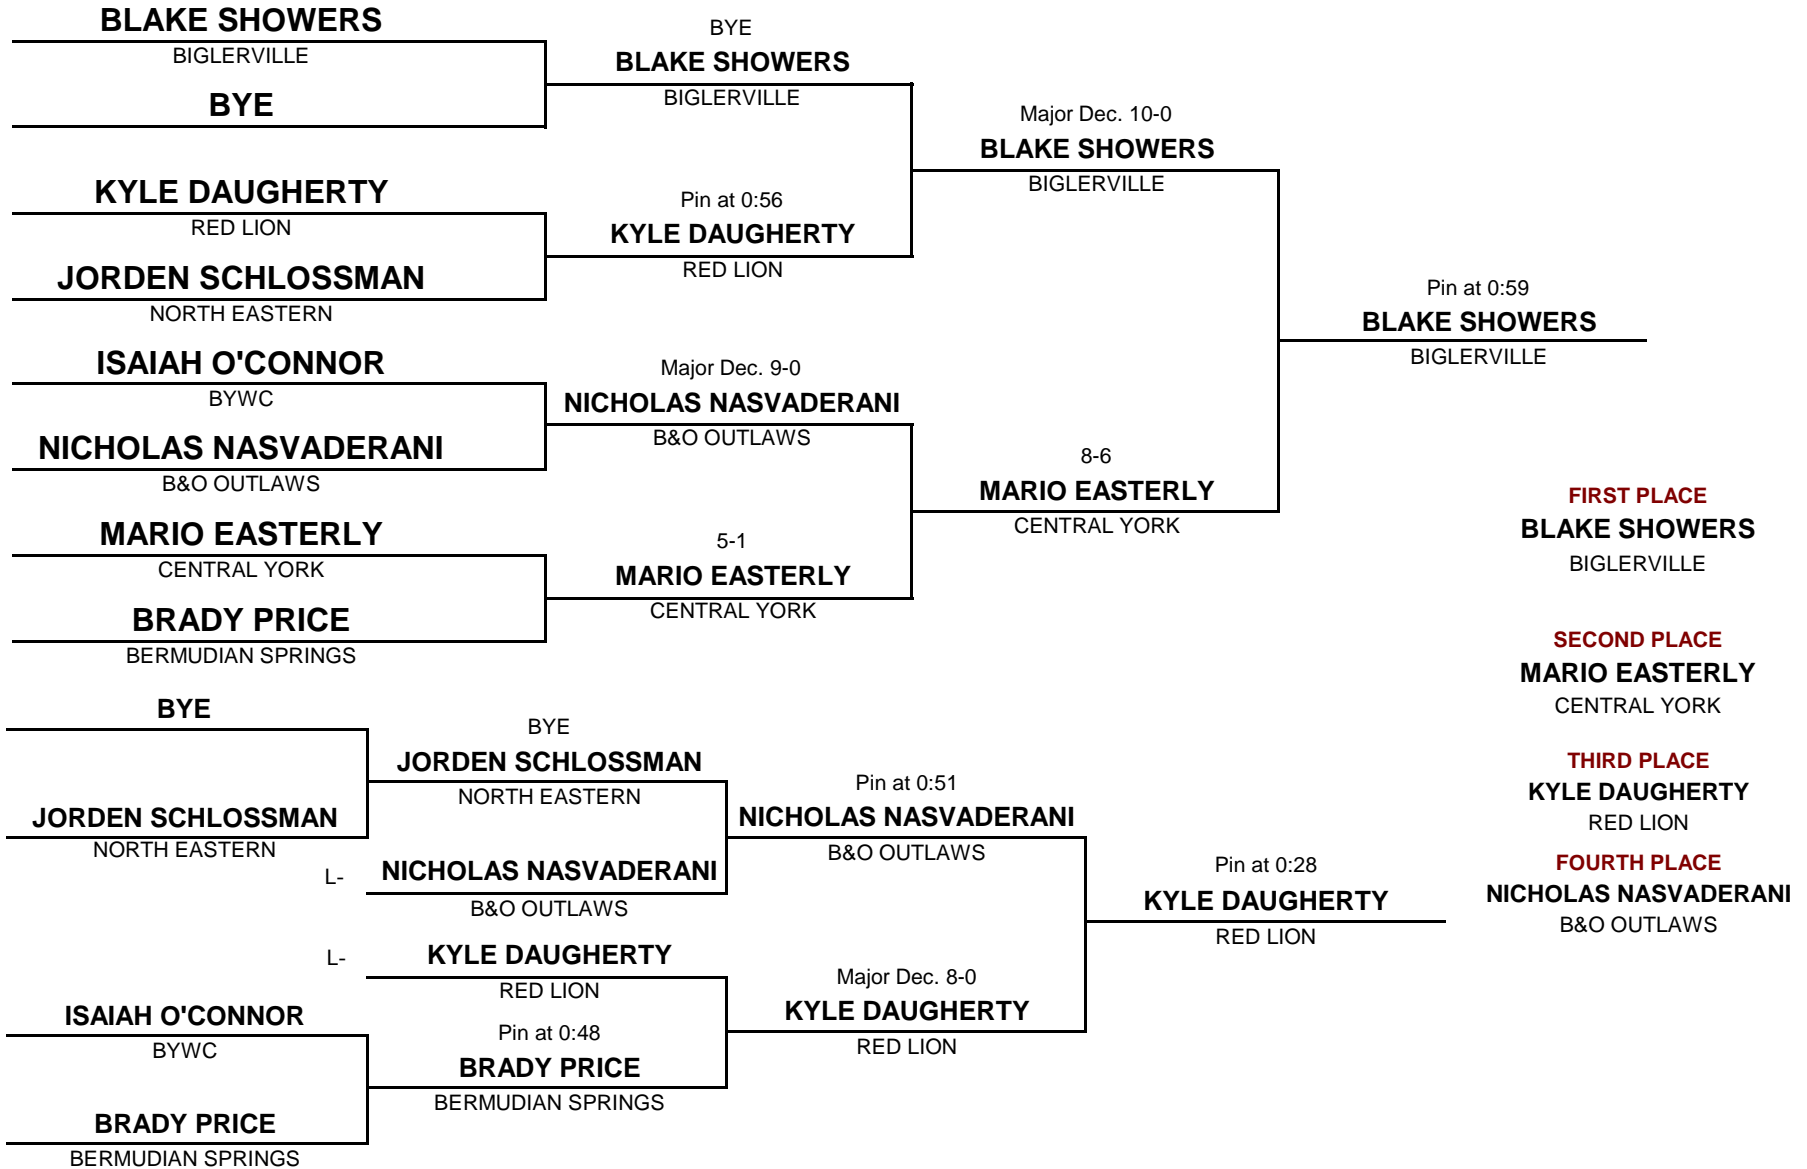 BLAKE SHOWERS
BIGLERVILLE
BYE
KYLE DAUGHERTY
RED LION
JORDEN SCHLOSSMAN
NORTH EASTERN
ISAIAH O'CONNOR
BYWC
NICHOLAS NASVADERANI
B&O OUTLAWS
MARIO EASTERLY
CENTRAL YORK
BRADY PRICE
BERMUDIAN SPRINGS
BYE
BLAKE SHOWERS
BIGLERVILLE
Pin at 0:56
KYLE DAUGHERTY
RED LION
Major Dec. 9-0
NICHOLAS NASVADERANI
B&O OUTLAWS
5-1
MARIO EASTERLY
CENTRAL YORK
Major Dec. 10-0
BLAKE SHOWERS
BIGLERVILLE
8-6
MARIO EASTERLY
CENTRAL YORK
Pin at 0:59
BLAKE SHOWERS
BIGLERVILLE
FIRST PLACE
BLAKE SHOWERS
BIGLERVILLE
SECOND PLACE
MARIO EASTERLY
CENTRAL YORK
THIRD PLACE
KYLE DAUGHERTY
RED LION
FOURTH PLACE
NICHOLAS NASVADERANI
B&O OUTLAWS
BYE
JORDEN SCHLOSSMAN
NORTH EASTERN
ISAIAH O'CONNOR
BYWC
BRADY PRICE
BERMUDIAN SPRINGS
BYE
JORDEN SCHLOSSMAN
NORTH EASTERN
L-
NICHOLAS NASVADERANI
B&O OUTLAWS
L-
KYLE DAUGHERTY
RED LION
Pin at 0:48
BRADY PRICE
BERMUDIAN SPRINGS
Pin at 0:51
NICHOLAS NASVADERANI
B&O OUTLAWS
Major Dec. 8-0
KYLE DAUGHERTY
RED LION
Pin at 0:28
KYLE DAUGHERTY
RED LION